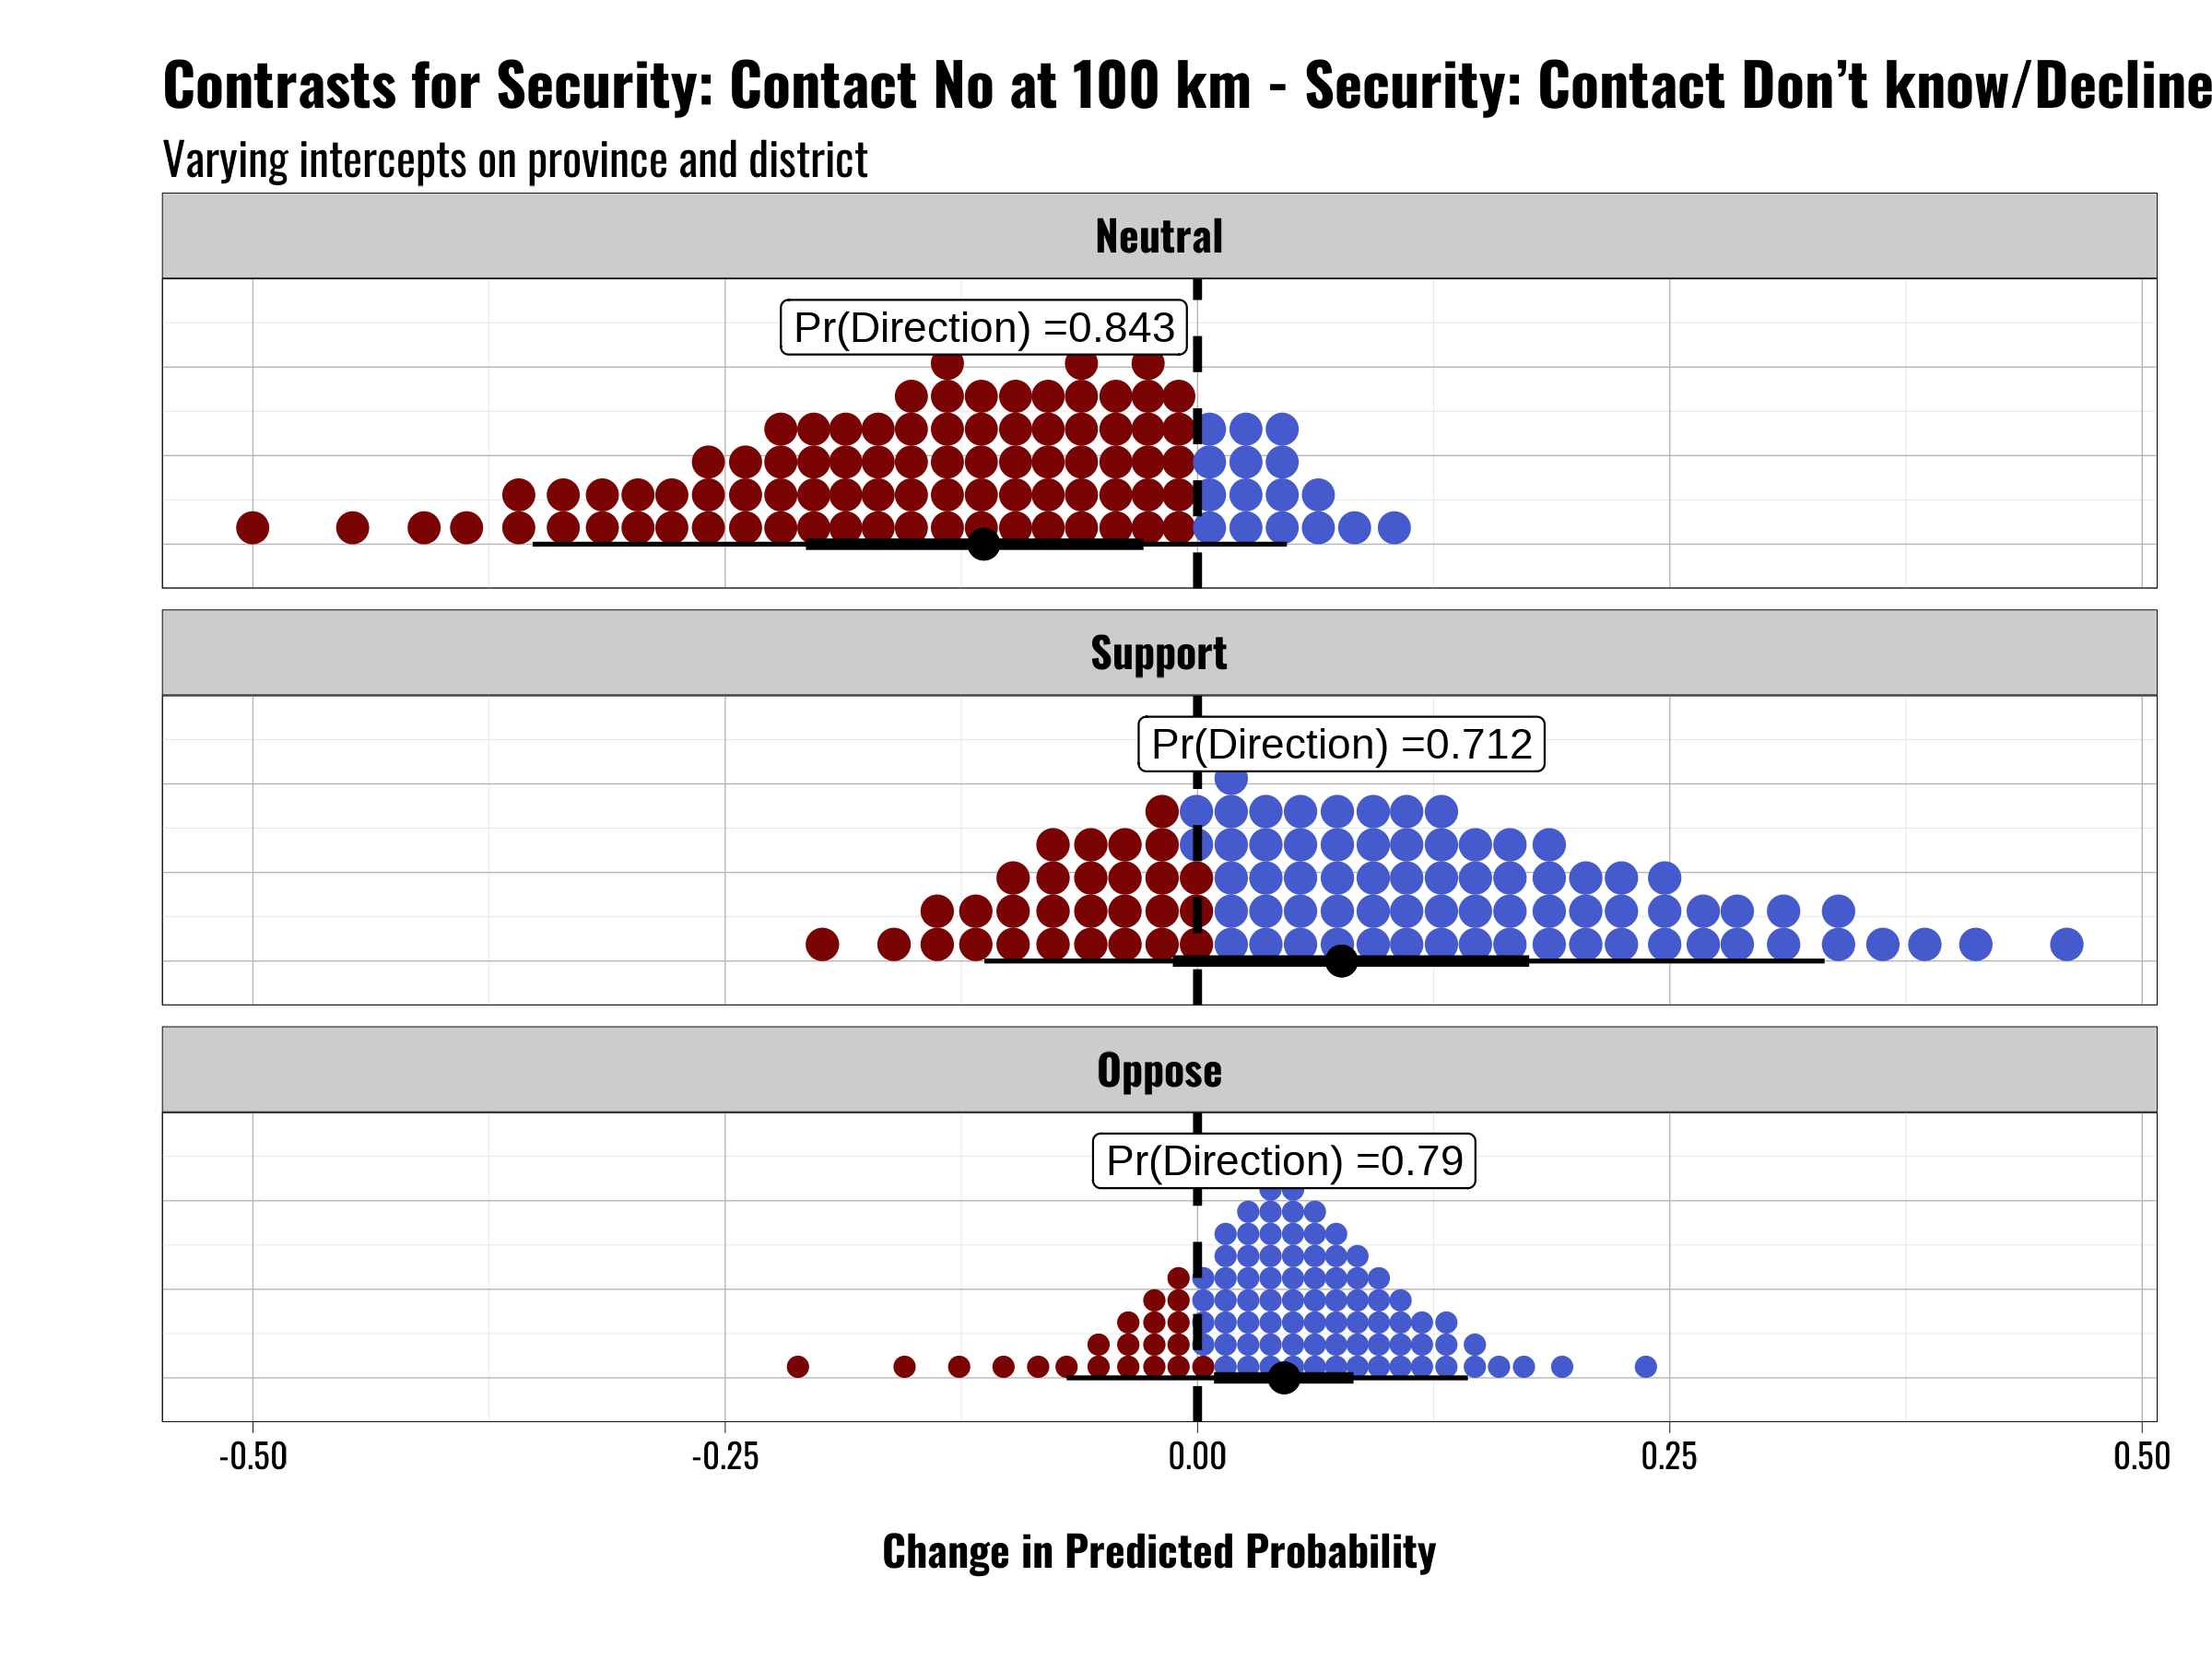 Contrasts for Security: Contact No at 100 km - Security: Contact Don’t know/Decline
Varying intercepts on province and district
Neutral
Pr(Direction) =0.843
Support
Pr(Direction) =0.712
Oppose
Pr(Direction) =0.79
-0.50 -0.25 0.00 0.25 0.50
Change in Predicted Probability